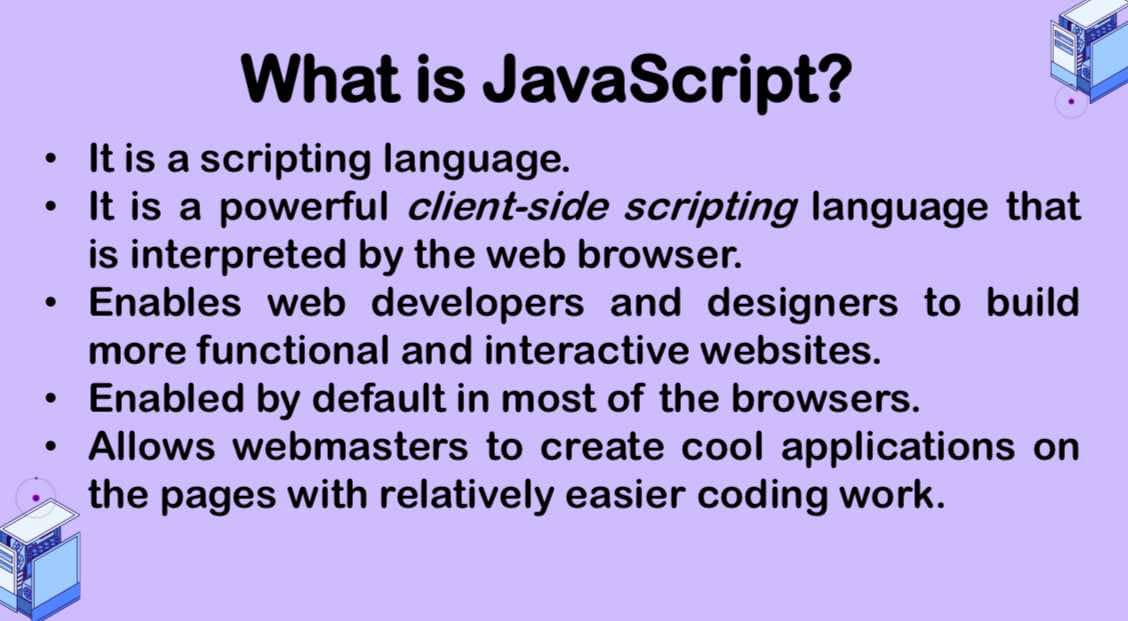 What is JavaScript?
• It is a scripting language.
• It is a powerful client-side scripting language that
is interpreted by the web browser.
• Enables web developers and designers to build
more functional and interactive websites.
• Enabled by default in most of the browsers.
• Allows webmasters to create cool applications on
the pages with relatively easier coding work.